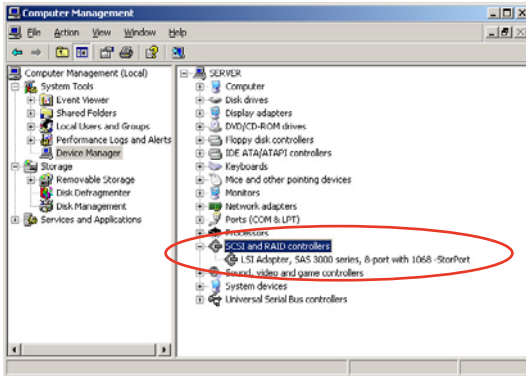 Computer Management
File Action View Window Help
Computer Management (Local)
System Tools
Event Viewer
Shared Folders
Local Users and Groups
Performance Logs and Alerts
Device Manager
Storage
Removable Storage
Disk Defragmenter
Disk Management
Services and Applications
SERVER
Computer
Disk drives
Display adapters
DVD/CD-ROM drives
Floppy disk controllers
IDE ATA/ATAPI controllers
Keyboards
Mice and other pointing devices
Monitors
Network adapters
Ports (COM & LPT)
Processors
SCSI and RAID controllers
LSI Adapter, SAS 3000 series, 8-port with 1068 -StorPort
Sound, video and game controllers
System devices
Universal Serial Bus controllers